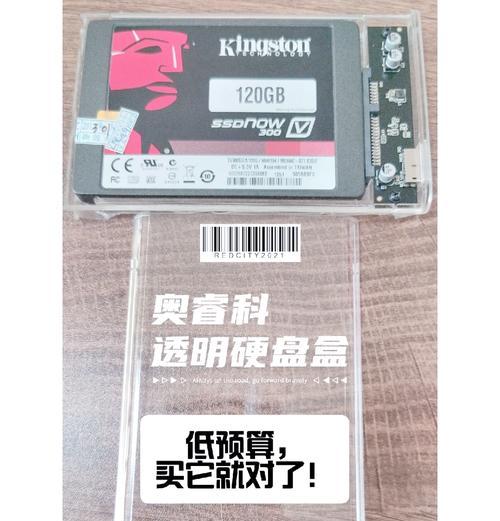 Kingston
TECHNOLOGY
120GB
SSDNOW
300
V
REDCITY2021
奥睿科
透明硬盘盒
Always on the road, go forward bravely
低预算，
买它就对了！